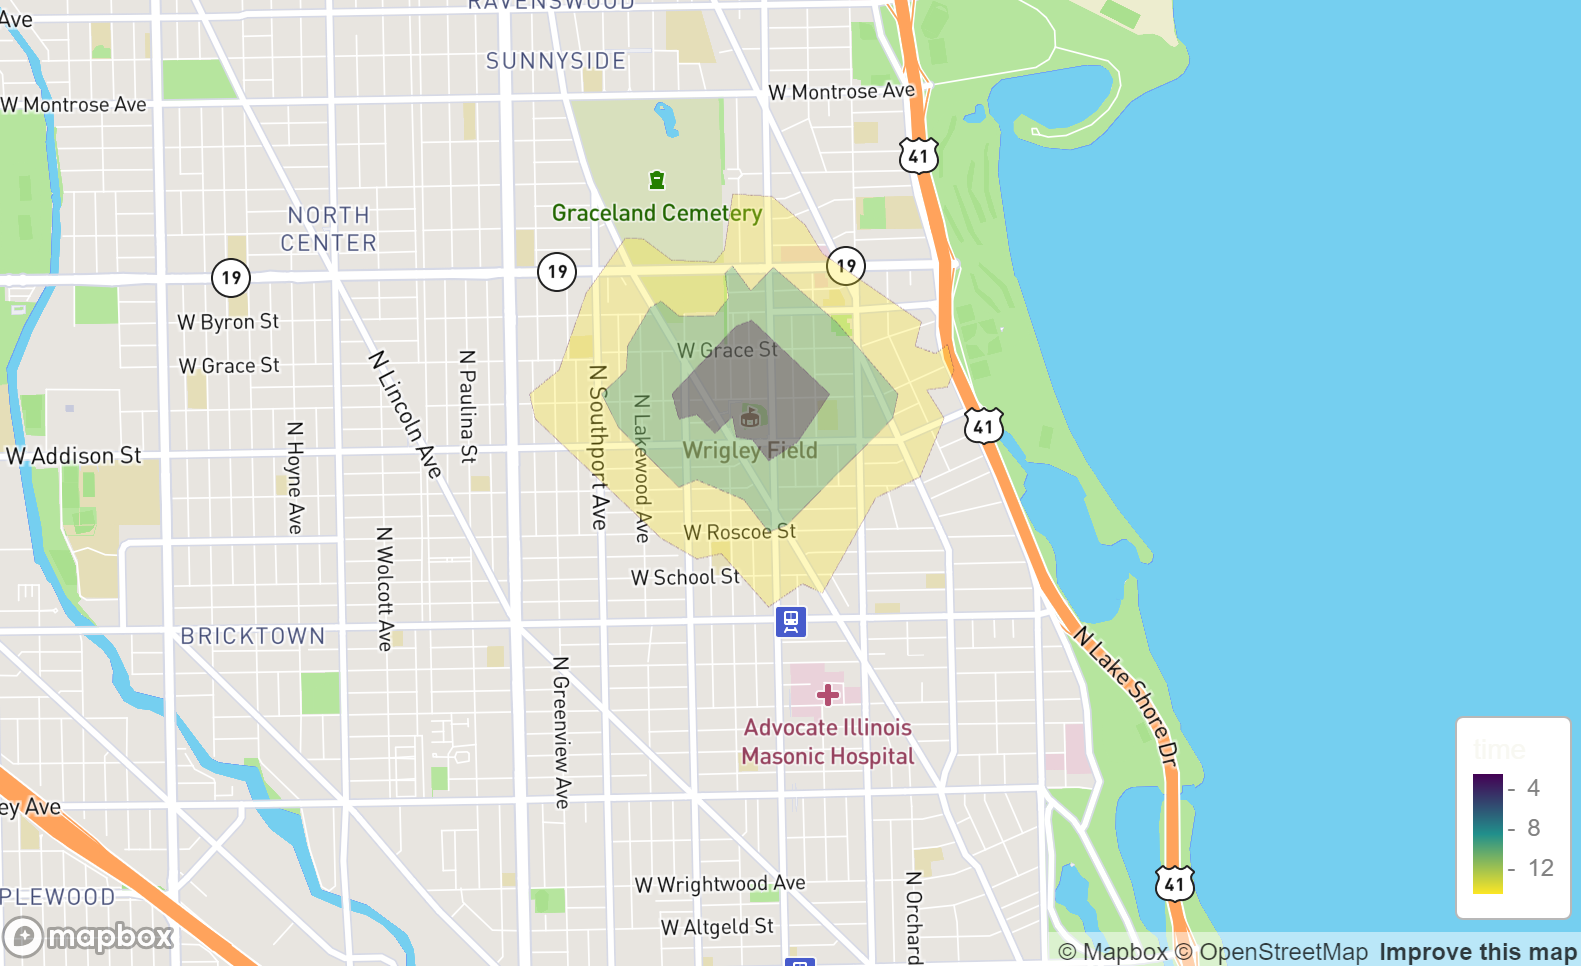 RAVENSWOOD
Ave
SUNNYSIDE
W Montrose Ave
W Montrose Ave
41
Graceland Cemetery
NORTH
CENTER
19
19
19
W Byron St
W Grace St
W Grace St
N Lincoln Ave
N Paulina St
N Southport Ave
N Lakewood Ave
Wrigley Field
41
W Addison St
N Hoyne Ave
N Wolcott Ave
W Roscoe St
W School St
BRICKTOWN
N Lake Shore Dr
N Greenview Ave
Advocate Illinois
Masonic Hospital
time
4
8
12
ey Ave
W Wrightwood Ave
N Orchard
41
PLEWOOD
W Altgeld St
mapbox
© Mapbox © OpenStreetMap Improve this map